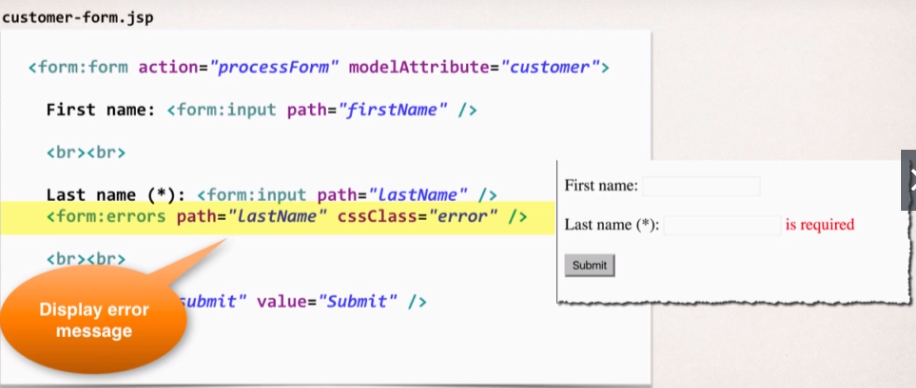 customer-form.jsp
<form:form action="processForm" modelAttribute="customer">
First name: <form:input path="firstName" />
<br><br>
Last name (*): <form:input path="lastName" />
<form:errors path="lastName" cssClass="error" />
<br><br>
submit" value="Submit" />
Display error
message
First name:
Last name (*): is required
Submit